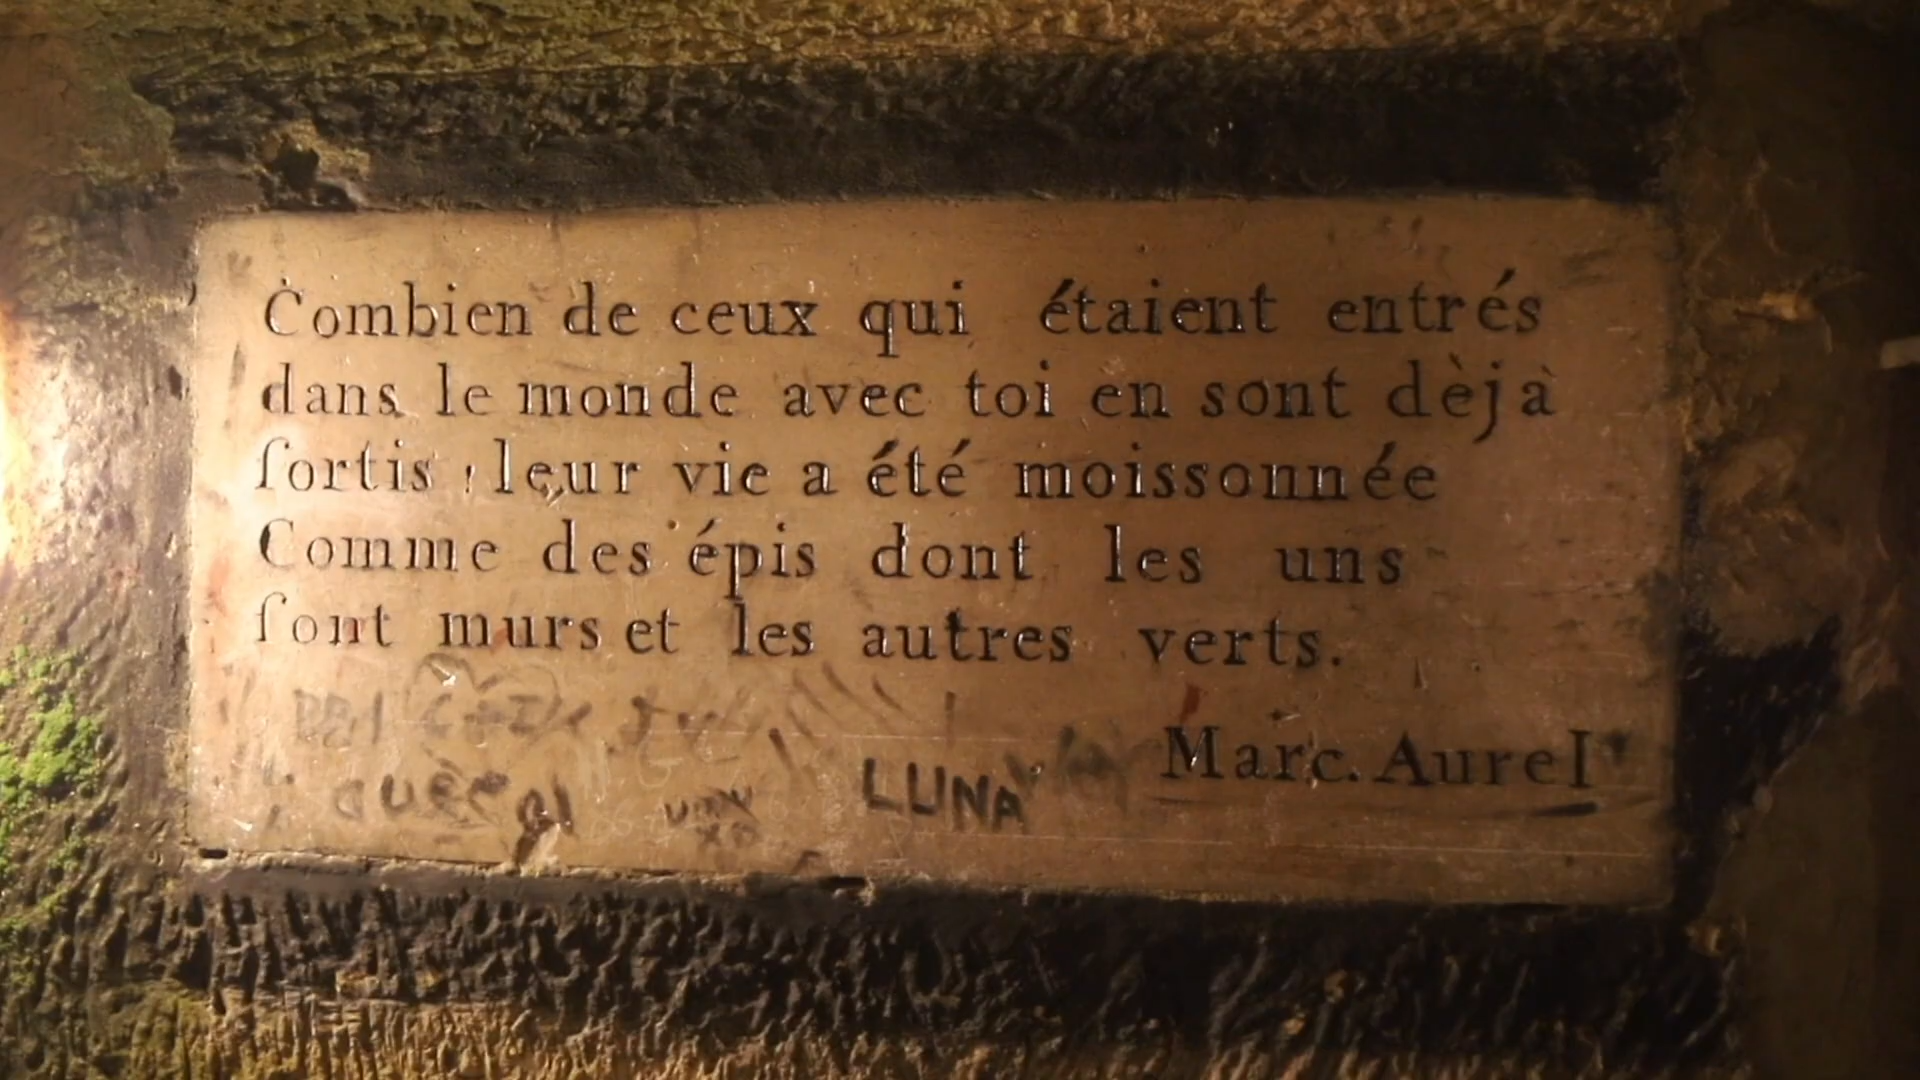 Combien de ceux qui étaient entrés
dans le monde avec toi en sont dèjà
ſortis ; leur vie a été moissonnée
Comme des épis dont les uns
ſont murs et les autres verts.
Marc. Aurel
LUNA